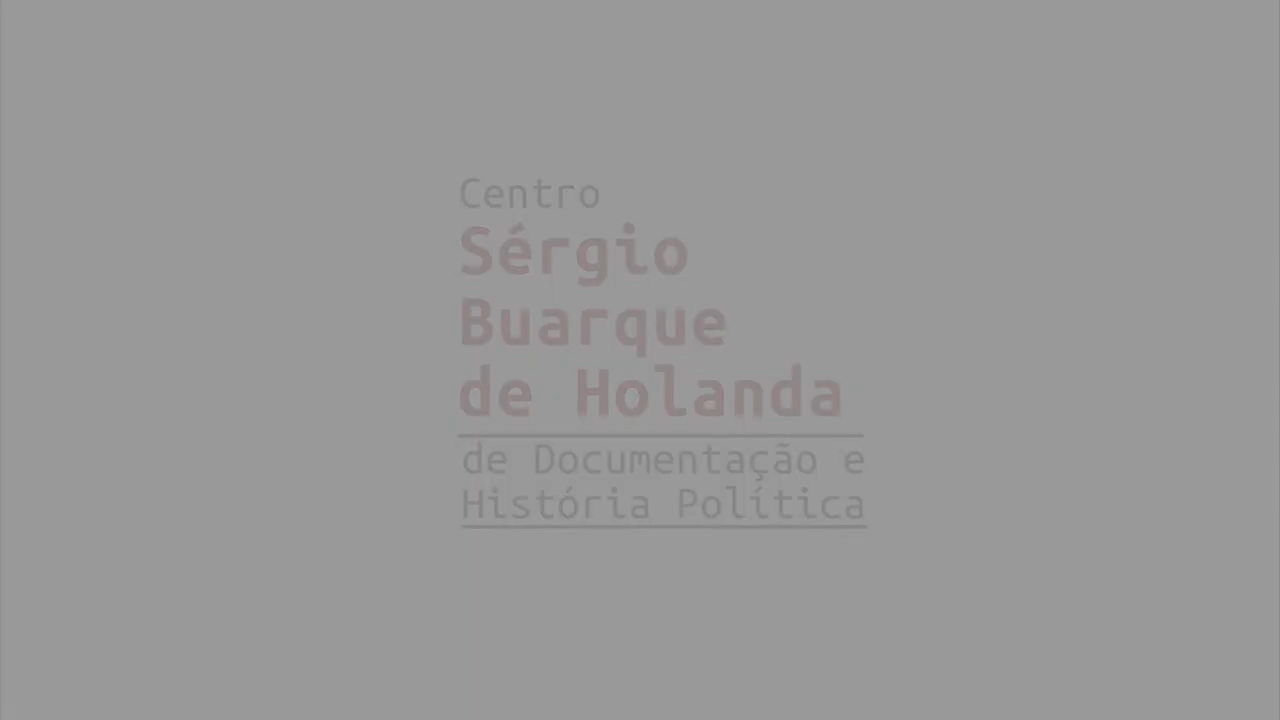 Centro
Sérgio
Buarque
de Holanda
de Documentação e
História Política